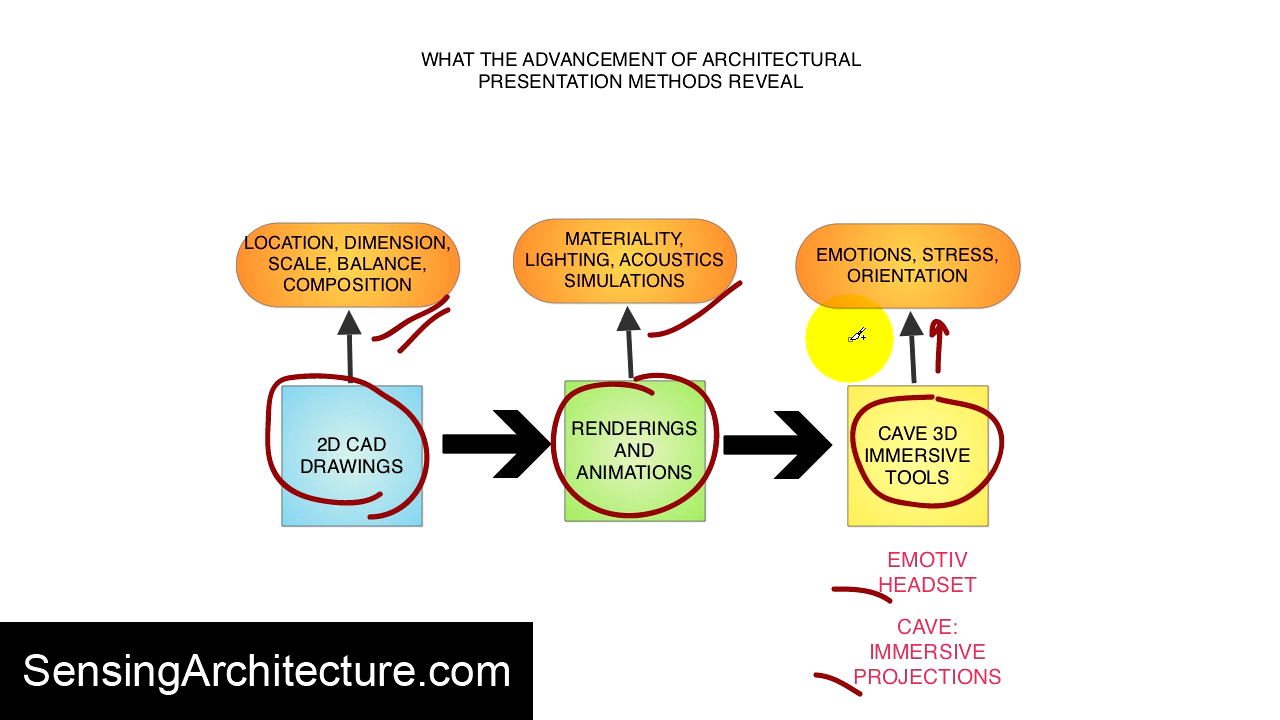 WHAT THE ADVANCEMENT OF ARCHITECTURAL
PRESENTATION METHODS REVEAL
LOCATION, DIMENSION,
SCALE, BALANCE,
COMPOSITION
MATERIALITY,
LIGHTING, ACOUSTICS
SIMULATIONS
EMOTIONS, STRESS,
ORIENTATION
2D CAD
DRAWINGS
RENDERINGS
AND
ANIMATIONS
CAVE 3D
IMMERSIVE
TOOLS
EMOTIV
HEADSET
CAVE:
IMMERSIVE
PROJECTIONS
SensingArchitecture.com